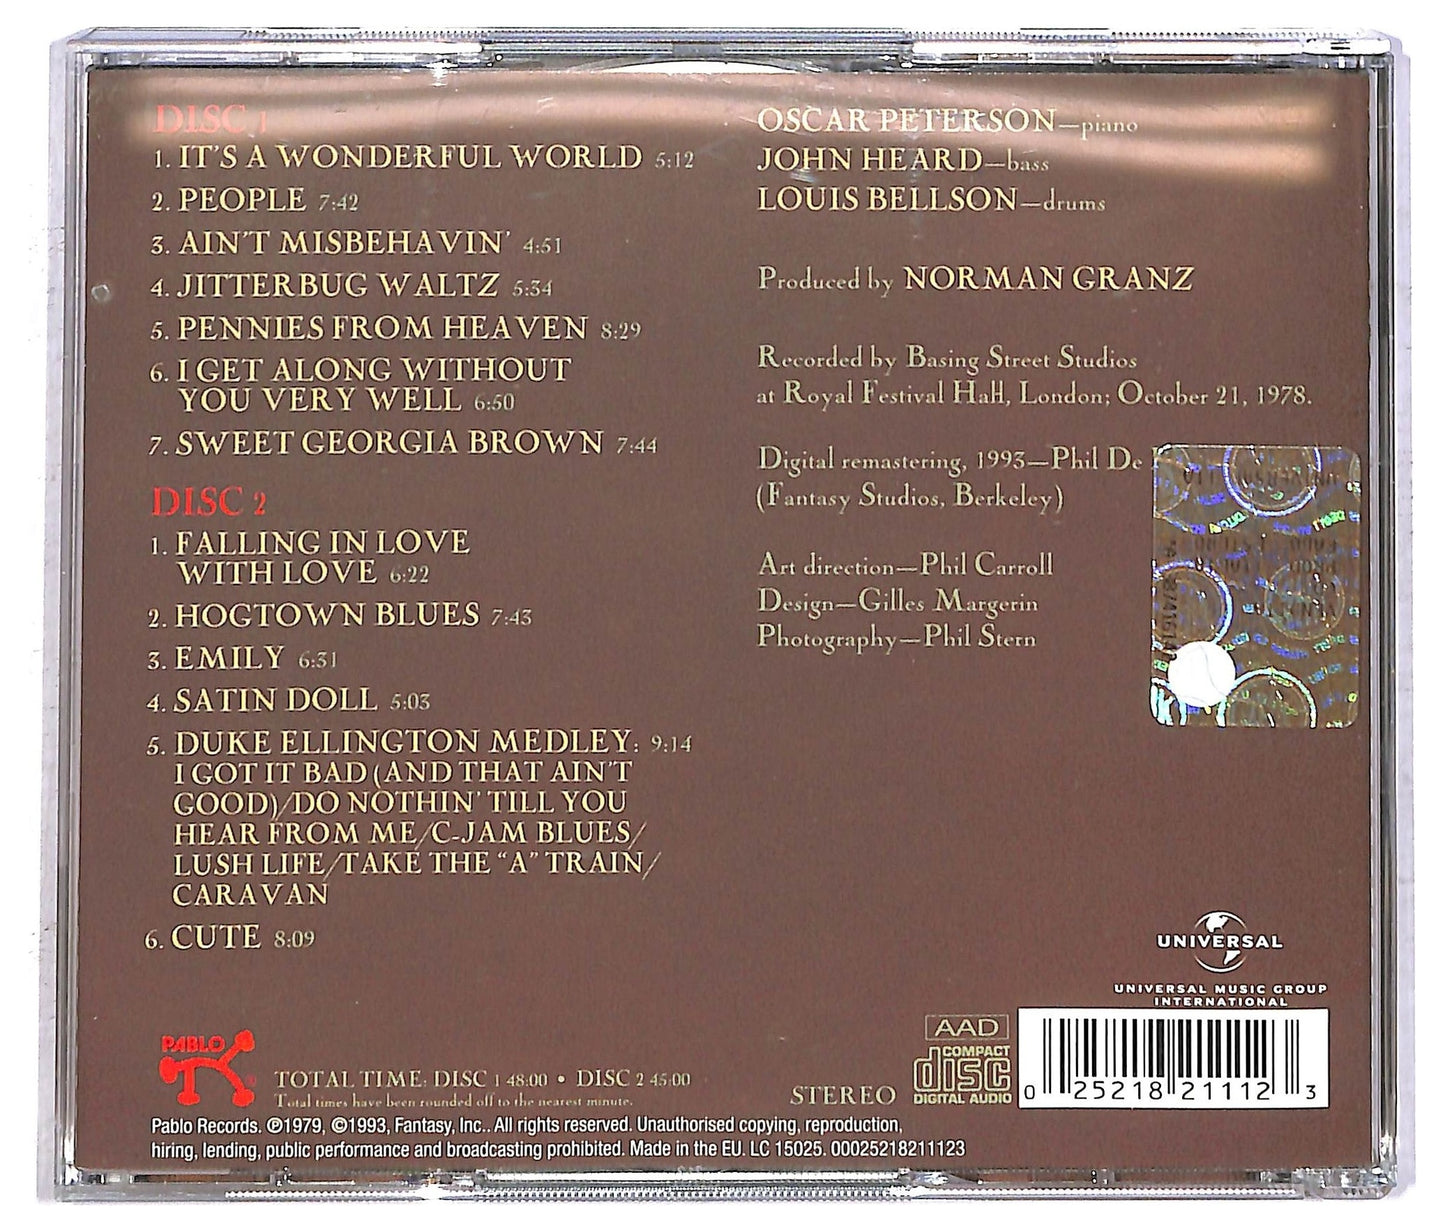 DISC 1
1. IT'S A WONDERFUL WORLD 5:12
2. PEOPLE 7:42
3. AIN'T MISBEHAVIN' 4:51
4. JITTERBUG WALTZ 5:34
5. PENNIES FROM HEAVEN 8:29
6. I GET ALONG WITHOUT
YOU VERY WELL 6:50
7. SWEET GEORGIA BROWN 7:44
DISC 2
1. FALLING IN LOVE
WITH LOVE 6:22
2. HOGTOWN BLUES 7:43
3. EMILY 6:31
4. SATIN DOLL 5:03
5. DUKE ELLINGTON MEDLEY: 9:14
I GOT IT BAD (AND THAT AIN'T
GOOD)/DO NOTHIN' TILL YOU
HEAR FROM ME/C-JAM BLUES/
LUSH LIFE/TAKE THE "A" TRAIN/
CARAVAN
6. CUTE 8:09
OSCAR PETERSON—piano
JOHN HEARD—bass
LOUIS BELLSON—drums
Produced by NORMAN GRANZ
Recorded by Basing Street Studios
at Royal Festival Hall, London; October 21, 1978.
Digital remastering, 1993—Phil De
(Fantasy Studios, Berkeley)
Art direction—Phil Carroll
Design—Gilles Margerin
Photography—Phil Stern
UNIVERSAL
UNIVERSAL MUSIC GROUP
INTERNATIONAL
PABLO
TOTAL TIME: DISC 1 48:00 • DISC 2 45:00
Total times have been rounded off to the nearest minute.
STEREO
AAD
COMPACT
disc
DIGITAL AUDIO
0 25218 21112 3
Pablo Records. ℗1979, ©1993, Fantasy, Inc.. All rights reserved. Unauthorised copying, reproduction,
hiring, lending, public performance and broadcasting prohibited. Made in the EU. LC 15025. 00025218211123